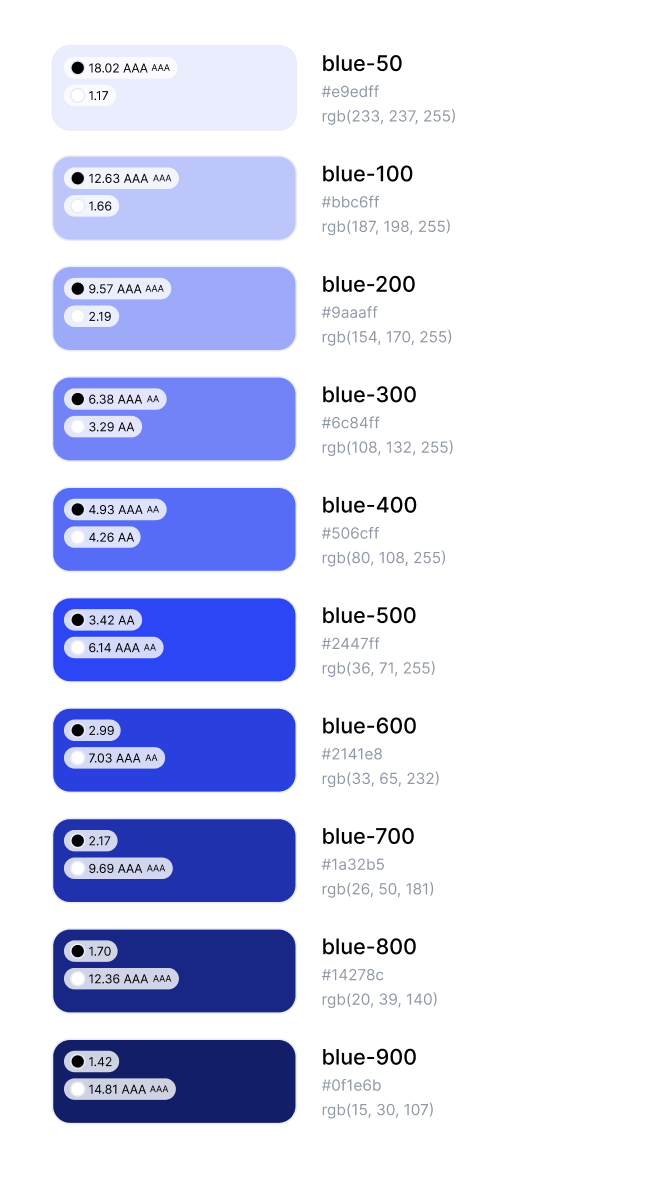 18.02 AAA AAA
1.17
blue-50
#e9edff
rgb(233, 237, 255)
12.63 AAA AAA
1.66
blue-100
#bbc6ff
rgb(187, 198, 255)
9.57 AAA AAA
2.19
blue-200
#9aaaff
rgb(154, 170, 255)
6.38 AAA AA
3.29 AA
blue-300
#6c84ff
rgb(108, 132, 255)
4.93 AAA AA
4.26 AA
blue-400
#506cff
rgb(80, 108, 255)
3.42 AA
6.14 AAA AA
blue-500
#2447ff
rgb(36, 71, 255)
2.99
7.03 AAA AA
blue-600
#2141e8
rgb(33, 65, 232)
2.17
9.69 AAA AAA
blue-700
#1a32b5
rgb(26, 50, 181)
1.70
12.36 AAA AAA
blue-800
#14278c
rgb(20, 39, 140)
1.42
14.81 AAA AAA
blue-900
#0f1e6b
rgb(15, 30, 107)